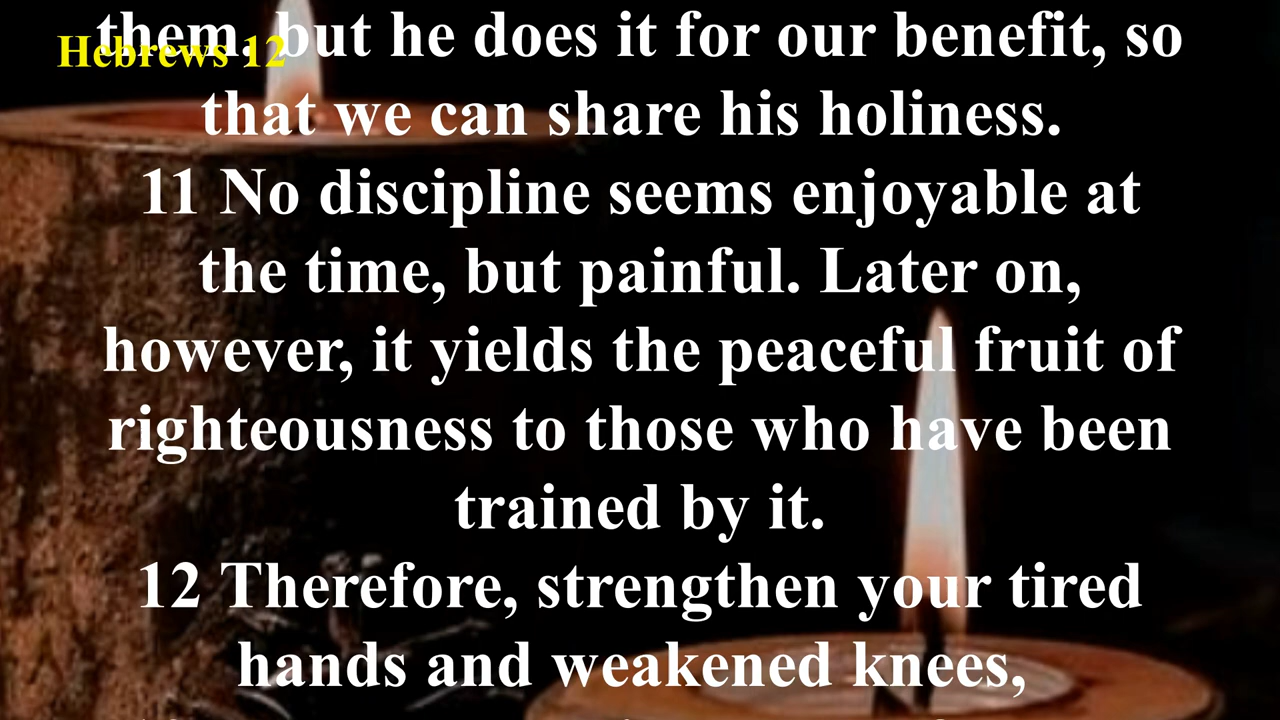 Hebrews 12
them, but he does it for our benefit, so
that we can share his holiness.
11 No discipline seems enjoyable at
the time, but painful. Later on,
however, it yields the peaceful fruit of
righteousness to those who have been
trained by it.
12 Therefore, strengthen your tired
hands and weakened knees,